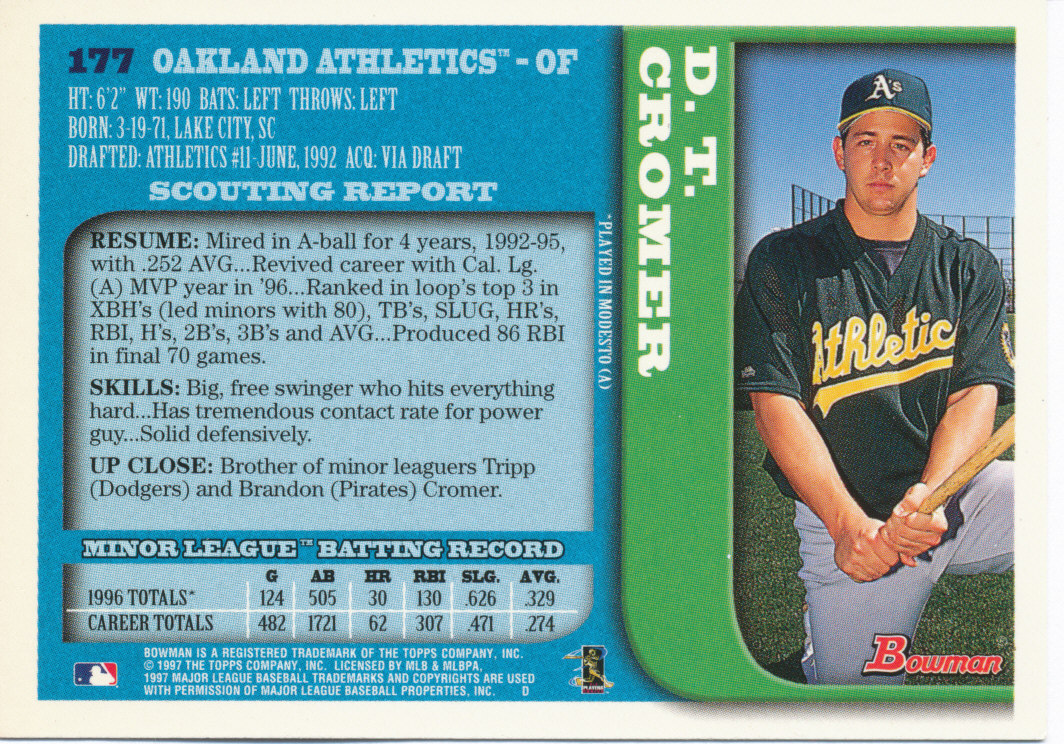 177 OAKLAND ATHLETICS™ - OF
HT: 6'2" WT: 190 BATS: LEFT THROWS: LEFT
BORN: 3-19-71, LAKE CITY, SC
DRAFTED: ATHLETICS #11-JUNE, 1992 ACQ: VIA DRAFT
SCOUTING REPORT
RESUME: Mired in A-ball for 4 years, 1992-95,
with .252 AVG...Revived career with Cal. Lg.
(A) MVP year in '96...Ranked in loop's top 3 in
XBH's (led minors with 80), TB's, SLUG, HR's,
RBI, H's, 2B's, 3B's and AVG...Produced 86 RBI
in final 70 games.
SKILLS: Big, free swinger who hits everything
hard...Has tremendous contact rate for power
guy...Solid defensively.
UP CLOSE: Brother of minor leaguers Tripp
(Dodgers) and Brandon (Pirates) Cromer.
*PLAYED IN MODESTO (A)
MINOR LEAGUE™ BATTING RECORD
G AB HR RBI SLG. AVG.
1996 TOTALS* 124 505 30 130 .626 .329
CAREER TOTALS 482 1721 62 307 .471 .274
BOWMAN IS A REGISTERED TRADEMARK OF THE TOPPS COMPANY, INC.
© 1997 THE TOPPS COMPANY, INC. LICENSED BY MLB & MLBPA,
1997 MAJOR LEAGUE BASEBALL TRADEMARKS AND COPYRIGHTS ARE USED
WITH PERMISSION OF MAJOR LEAGUE BASEBALL PROPERTIES, INC. D
PLAYERS
D. T.
CROMER
A's
Athletic
Bowman